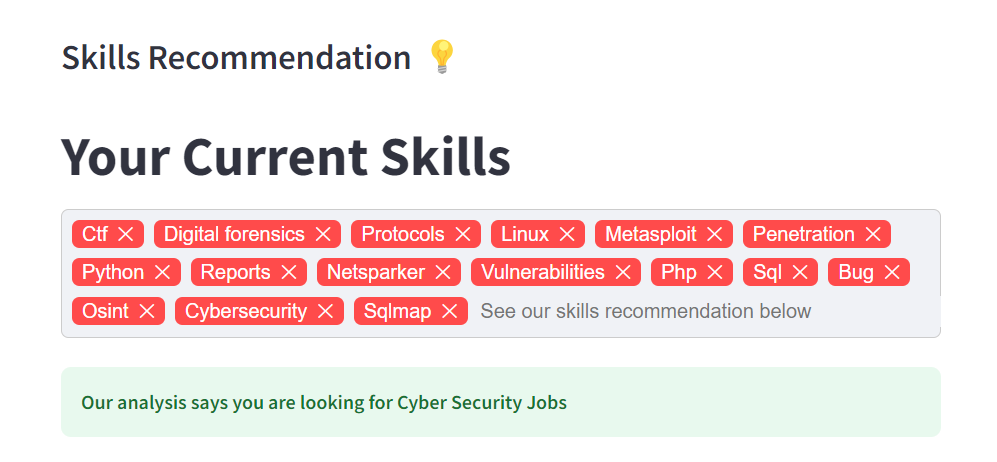 Skills Recommendation 💡
Your Current Skills
Ctf × Digital forensics × Protocols × Linux × Metasploit × Penetration ×
Python × Reports × Netsparker × Vulnerabilities × Php × Sql × Bug ×
Osint × Cybersecurity × Sqlmap × See our skills recommendation below
Our analysis says you are looking for Cyber Security Jobs